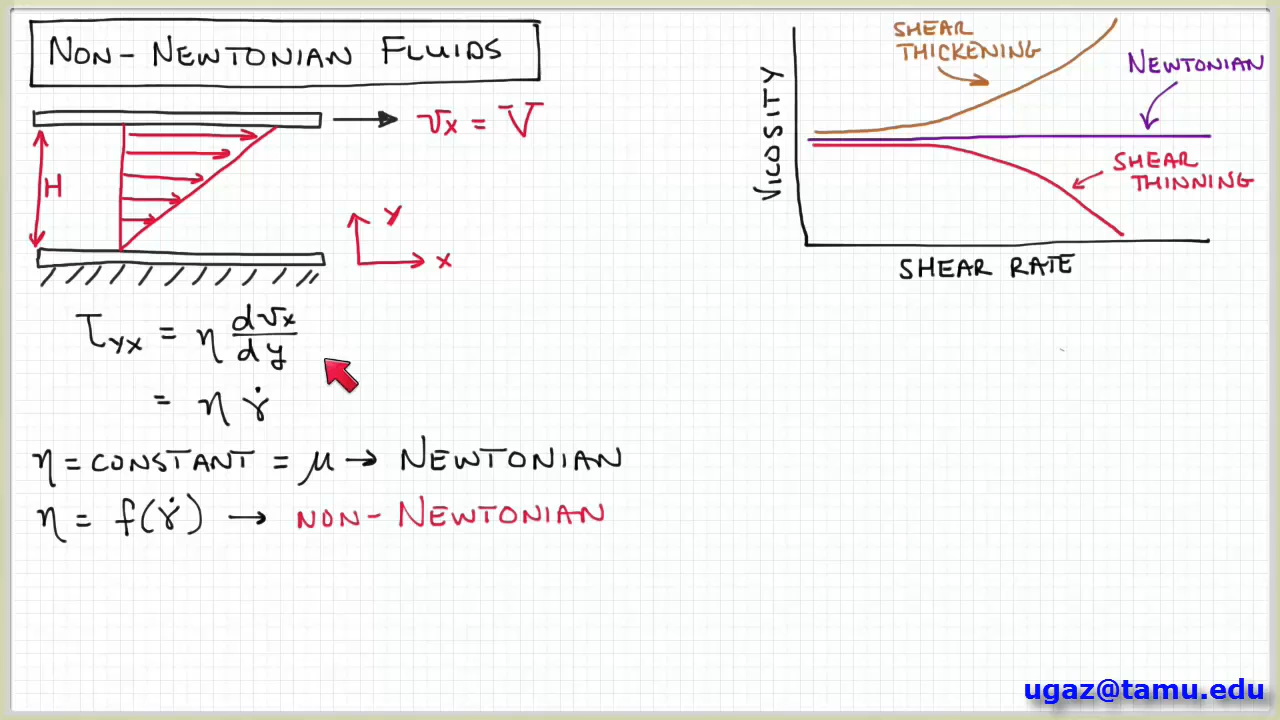 NON-NEWTONIAN FLUIDS
vx = V
H
y
x
τyx = η dvx/dy
= η γ̇
η = CONSTANT = μ → NEWTONIAN
η = f(γ̇) → NON-NEWTONIAN
SHEAR
THICKENING
NEWTONIAN
SHEAR
THINNING
VICOSITY
SHEAR RATE
ugaz@tamu.edu